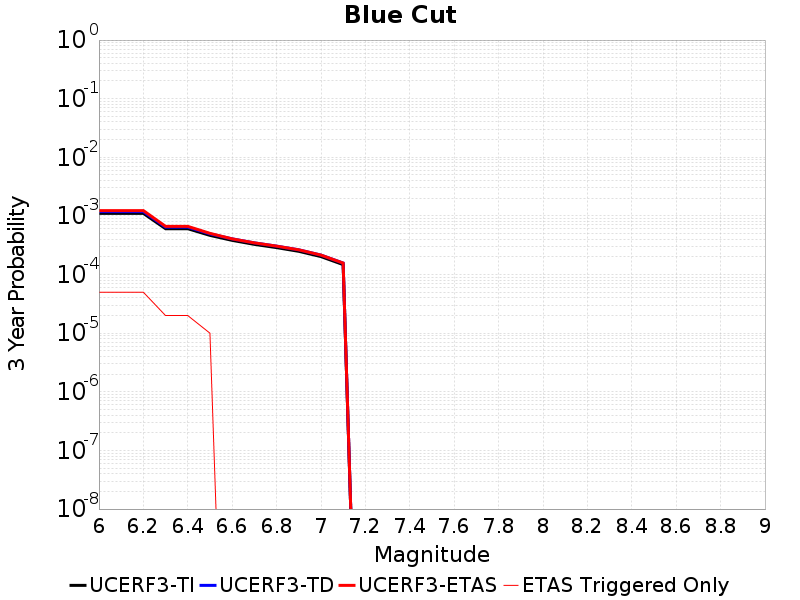 Blue Cut
10^0
10^-1
10^-2
10^-3
10^-4
10^-5
10^-6
10^-7
10^-8
3 Year Probability
6 6.2 6.4 6.6 6.8 7 7.2 7.4 7.6 7.8 8 8.2 8.4 8.6 8.8 9
Magnitude
UCERF3-TI UCERF3-TD UCERF3-ETAS ETAS Triggered Only